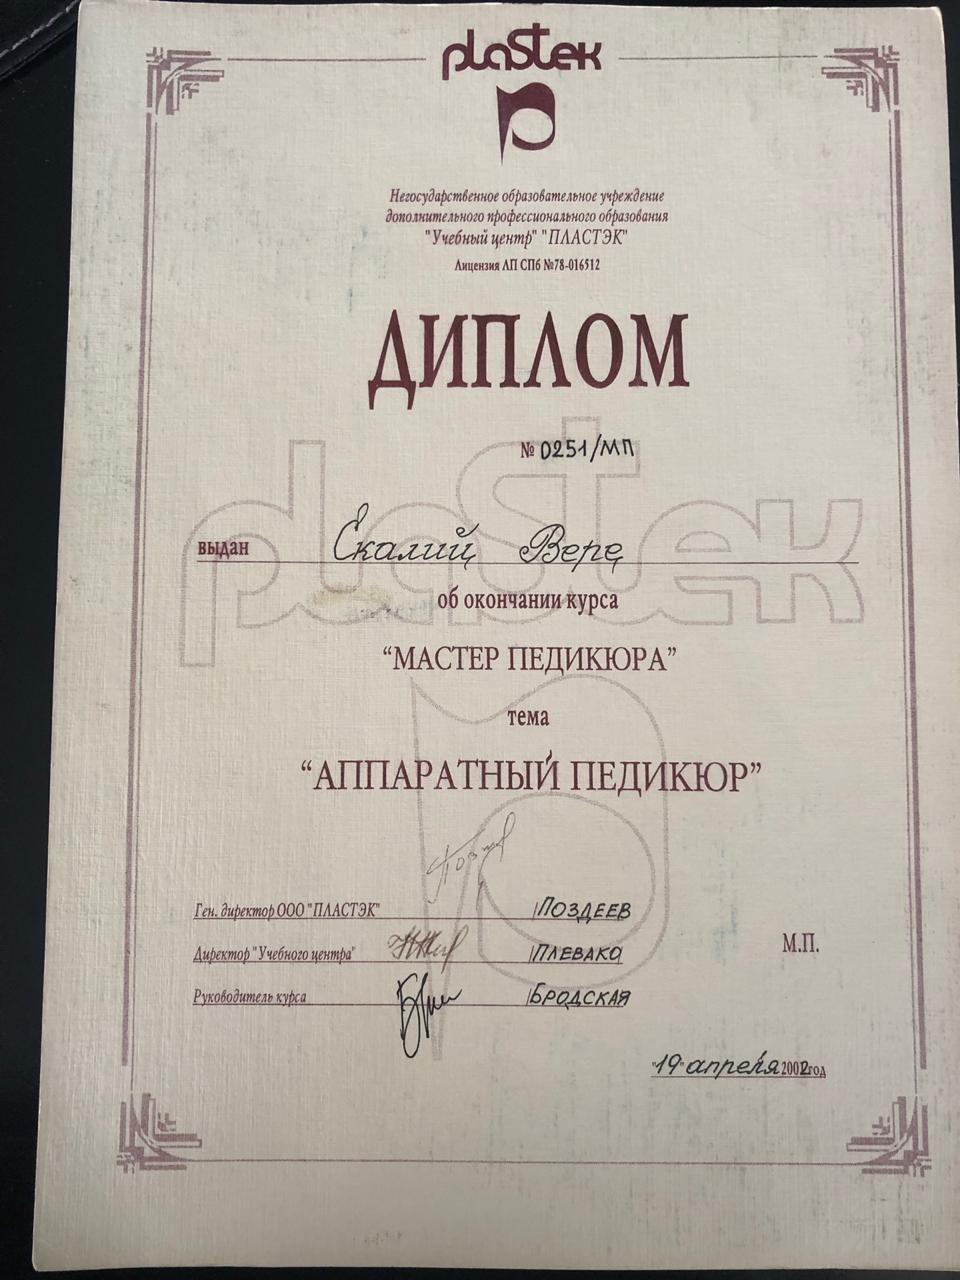 plastek
Негосударственное образовательное учреждение
дополнительного профессионального образования
"Учебный центр" "ПЛАСТЭК"
Лицензия ЛП СПб №78-016512
ДИПЛОМ
№ 0251/МП
plastek
выдан Скалий Вере
об окончании курса
“МАСТЕР ПЕДИКЮРА”
тема
“АППАРАТНЫЙ ПЕДИКЮР”
Ген. директор ООО "ПЛАСТЭК" /ПОЗДЕЕВ
Директор "Учебного центра" /ПЛЕВАКО
М.П.
Руководитель курса /БРОДСКАЯ
"19" апреля 2002 год